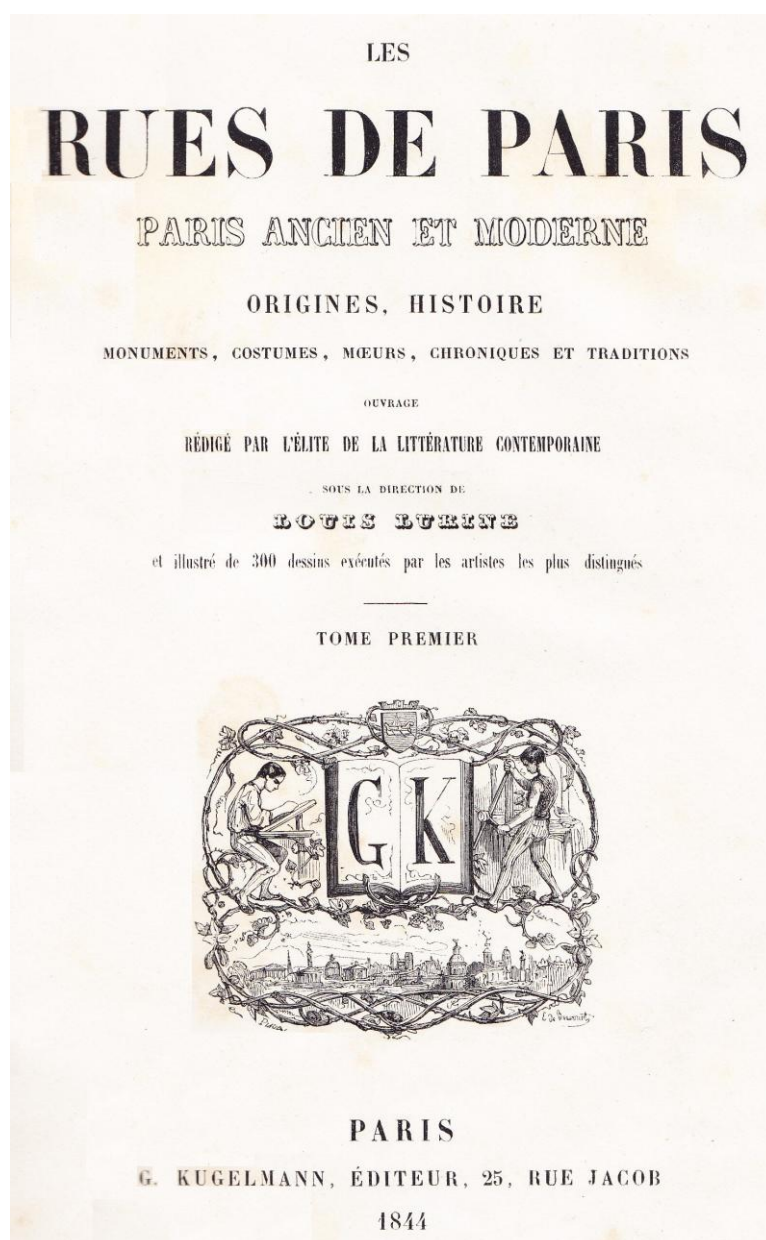 LES
RUES DE PARIS
PARIS ANCIEN ET MODERNE
ORIGINES, HISTOIRE
MONUMENTS, COSTUMES, MŒURS, CHRONIQUES ET TRADITIONS
OUVRAGE
RÉDIGÉ PAR L'ÉLITE DE LA LITTÉRATURE CONTEMPORAINE
SOUS LA DIRECTION DE
LOUIS LURINE
et illustré de 300 dessins exécutés par les artistes les plus distingués
TOME PREMIER
G K
PARIS
G. KUGELMANN, ÉDITEUR, 25, RUE JACOB
1844